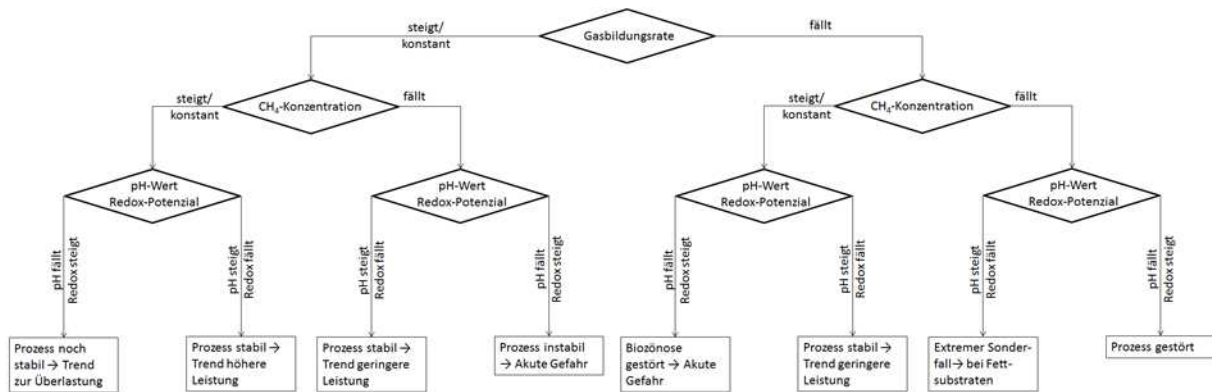 Gasbildungsrate
steigt/
konstant
fällt
CH₄-Konzentration
steigt/
konstant
fällt
CH₄-Konzentration
steigt/
konstant
fällt
pH-Wert
Redox-Potenzial
pH-Wert
Redox-Potenzial
pH-Wert
Redox-Potenzial
pH-Wert
Redox-Potenzial
pH fällt
Redox steigt
pH steigt
Redox fällt
pH steigt
Redox fällt
pH fällt
Redox steigt
pH fällt
Redox steigt
pH steigt
Redox fällt
pH steigt
Redox fällt
pH fällt
Redox steigt
Prozess noch
stabil → Trend
zur Überlastung
Prozess stabil →
Trend höhere
Leistung
Prozess stabil →
Trend geringere
Leistung
Prozess instabil
→ Akute Gefahr
Biozönose
gestört → Akute
Gefahr
Prozess stabil →
Trend geringere
Leistung
Extremer Sonder-
fall → bei Fett-
substraten
Prozess gestört